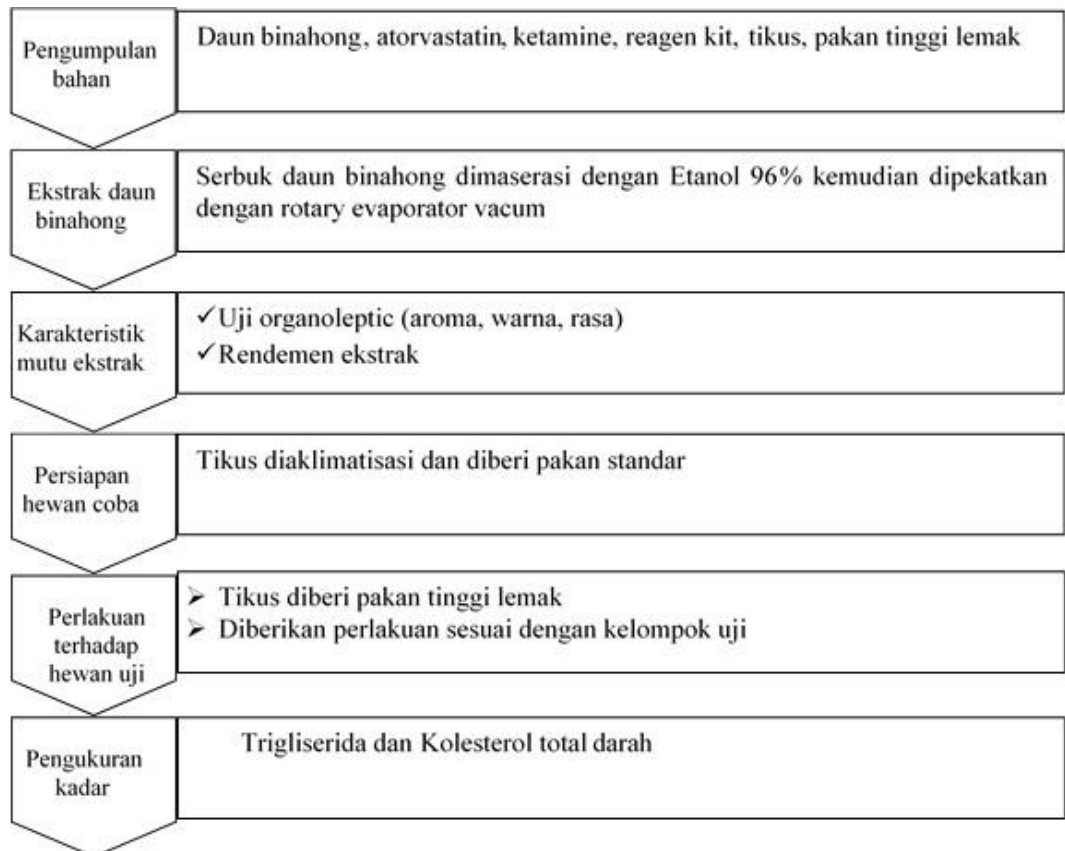 Pengumpulan
bahan
Daun binahong, atorvastatin, ketamine, reagen kit, tikus, pakan tinggi lemak
Ekstrak daun
binahong
Serbuk daun binahong dimaserasi dengan Etanol 96% kemudian dipekatkan
dengan rotary evaporator vacum
Karakteristik
mutu ekstrak
✓Uji organoleptic (aroma, warna, rasa)
✓Rendemen ekstrak
Persiapan
hewan coba
Tikus diaklimatisasi dan diberi pakan standar
Perlakuan
terhadap
hewan uji
➢ Tikus diberi pakan tinggi lemak
➢ Diberikan perlakuan sesuai dengan kelompok uji
Pengukuran
kadar
Trigliserida dan Kolesterol total darah